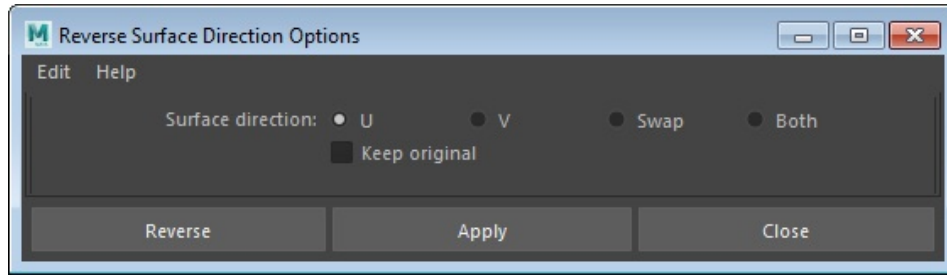 Reverse Surface Direction Options
Edit Help
Surface direction: U V Swap Both
Keep original
Reverse Apply Close